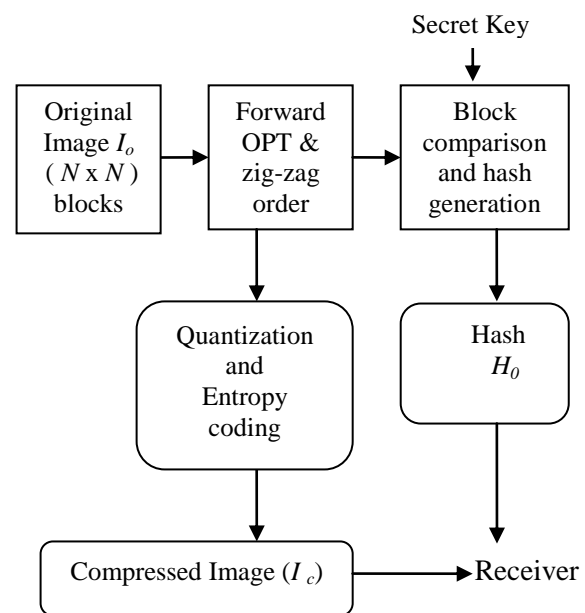 Secret Key
Original
Image I_o
( N x N )
blocks
Forward
OPT &
zig-zag
order
Block
comparison
and hash
generation
Quantization
and
Entropy
coding
Hash
H_0
Compressed Image (I_c)
Receiver